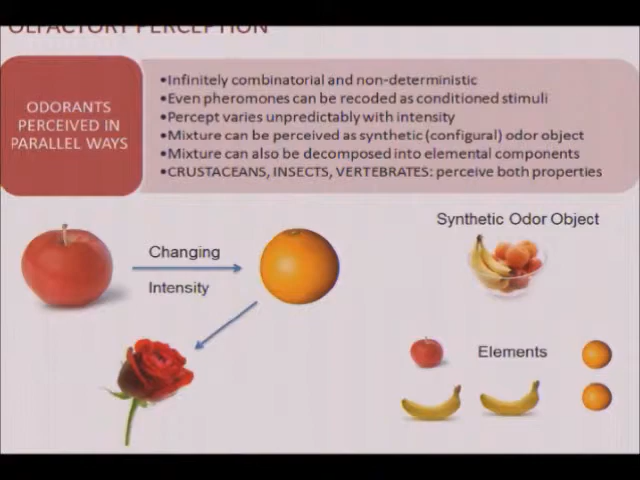 OLFACTORY PERCEPTION
ODORANTS
PERCEIVED IN
PARALLEL WAYS
•Infinitely combinatorial and non-deterministic
•Even pheromones can be recoded as conditioned stimuli
•Percept varies unpredictably with intensity
•Mixture can be perceived as synthetic (configural) odor object
•Mixture can also be decomposed into elemental components
•CRUSTACEANS, INSECTS, VERTEBRATES: perceive both properties
Changing
Intensity
Synthetic Odor Object
Elements